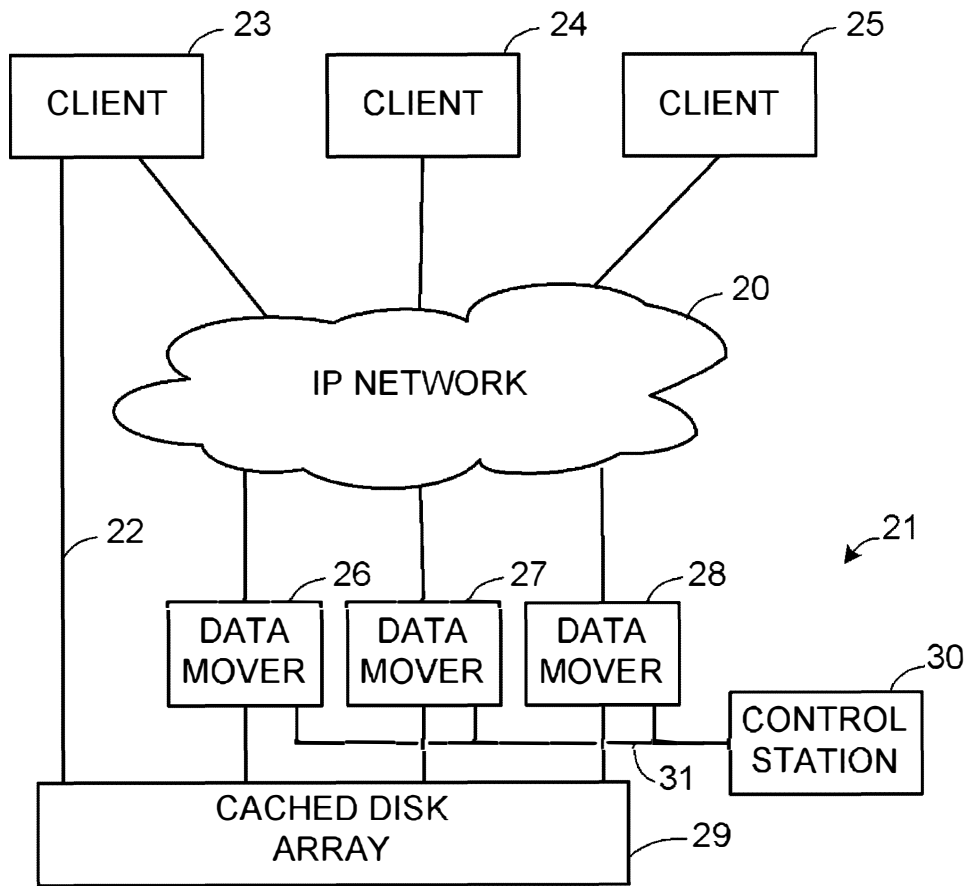 23
24
25
CLIENT
CLIENT
CLIENT
20
IP NETWORK
22
21
26
27
28
DATA
MOVER
DATA
MOVER
DATA
MOVER
30
CONTROL
STATION
31
CACHED DISK
ARRAY
29